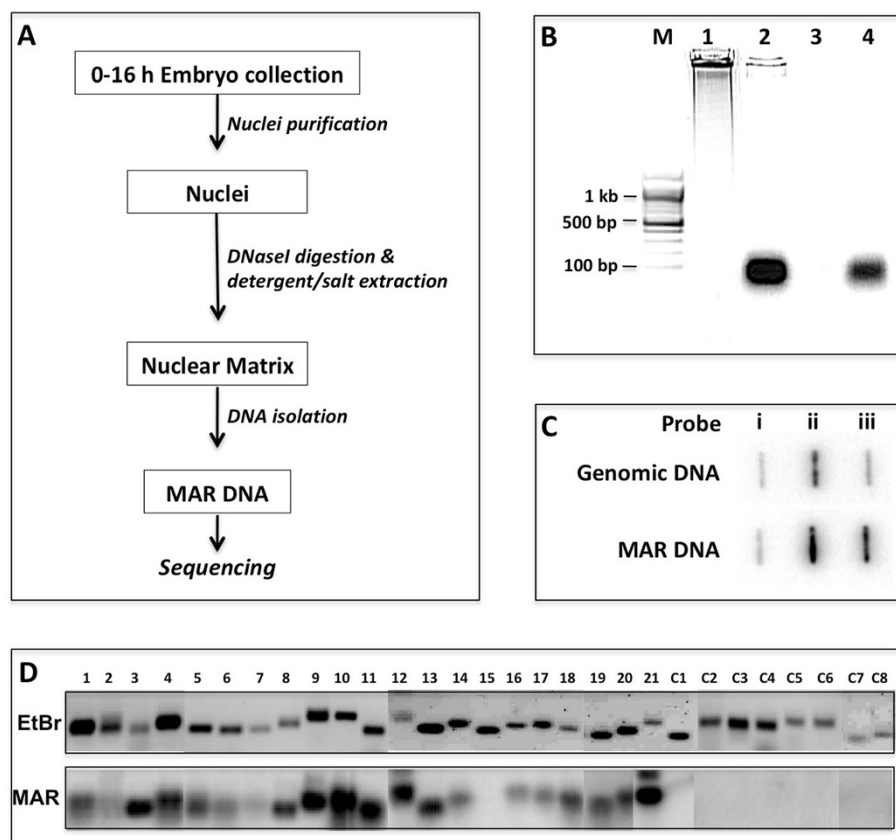 A
0-16 h Embryo collection
Nuclei purification
Nuclei
DNaseI digestion &
detergent/salt extraction
Nuclear Matrix
DNA isolation
MAR DNA
Sequencing
B
M 1 2 3 4
1 kb
500 bp
100 bp
C
Probe i ii iii
Genomic DNA
MAR DNA
D
1 2 3 4 5 6 7 8 9 10 11 12 13 14 15 16 17 18 19 20 21 C1 C2 C3 C4 C5 C6 C7 C8
EtBr
MAR